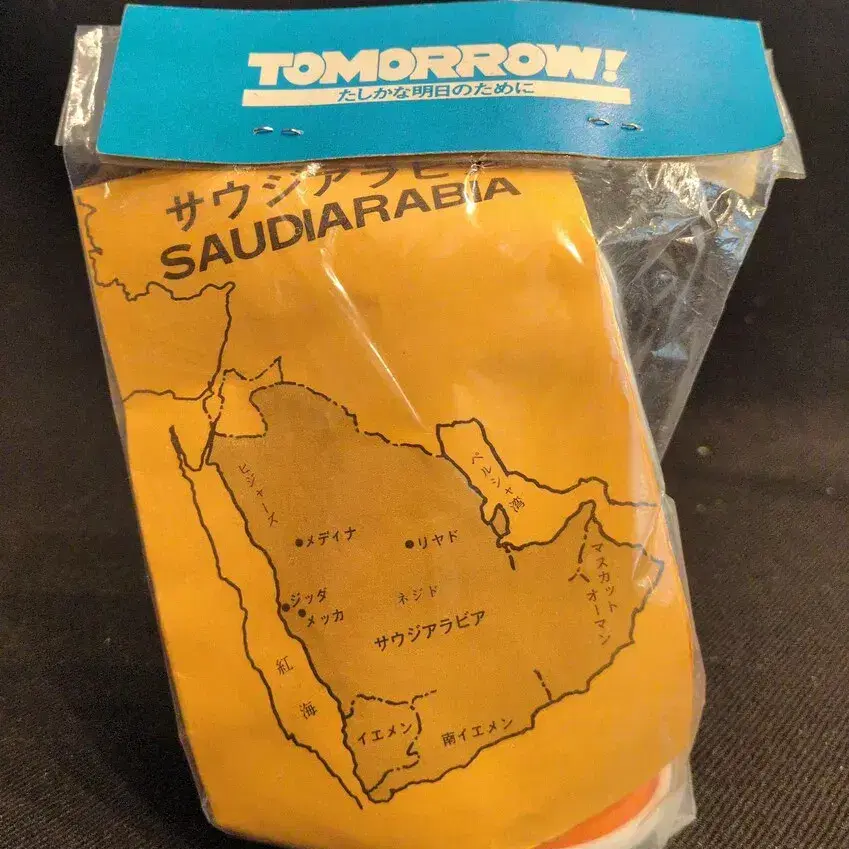 TOMORROW!
たしかな明日のために
サウジアラビア
SAUDIARABIA
ヒジャーズ
ペルシャ湾
メディナ
リヤド
マスカット
オーマン
ジッダ
ネジド
メッカ
サウジアラビア
紅海
イエメン
南イエメン